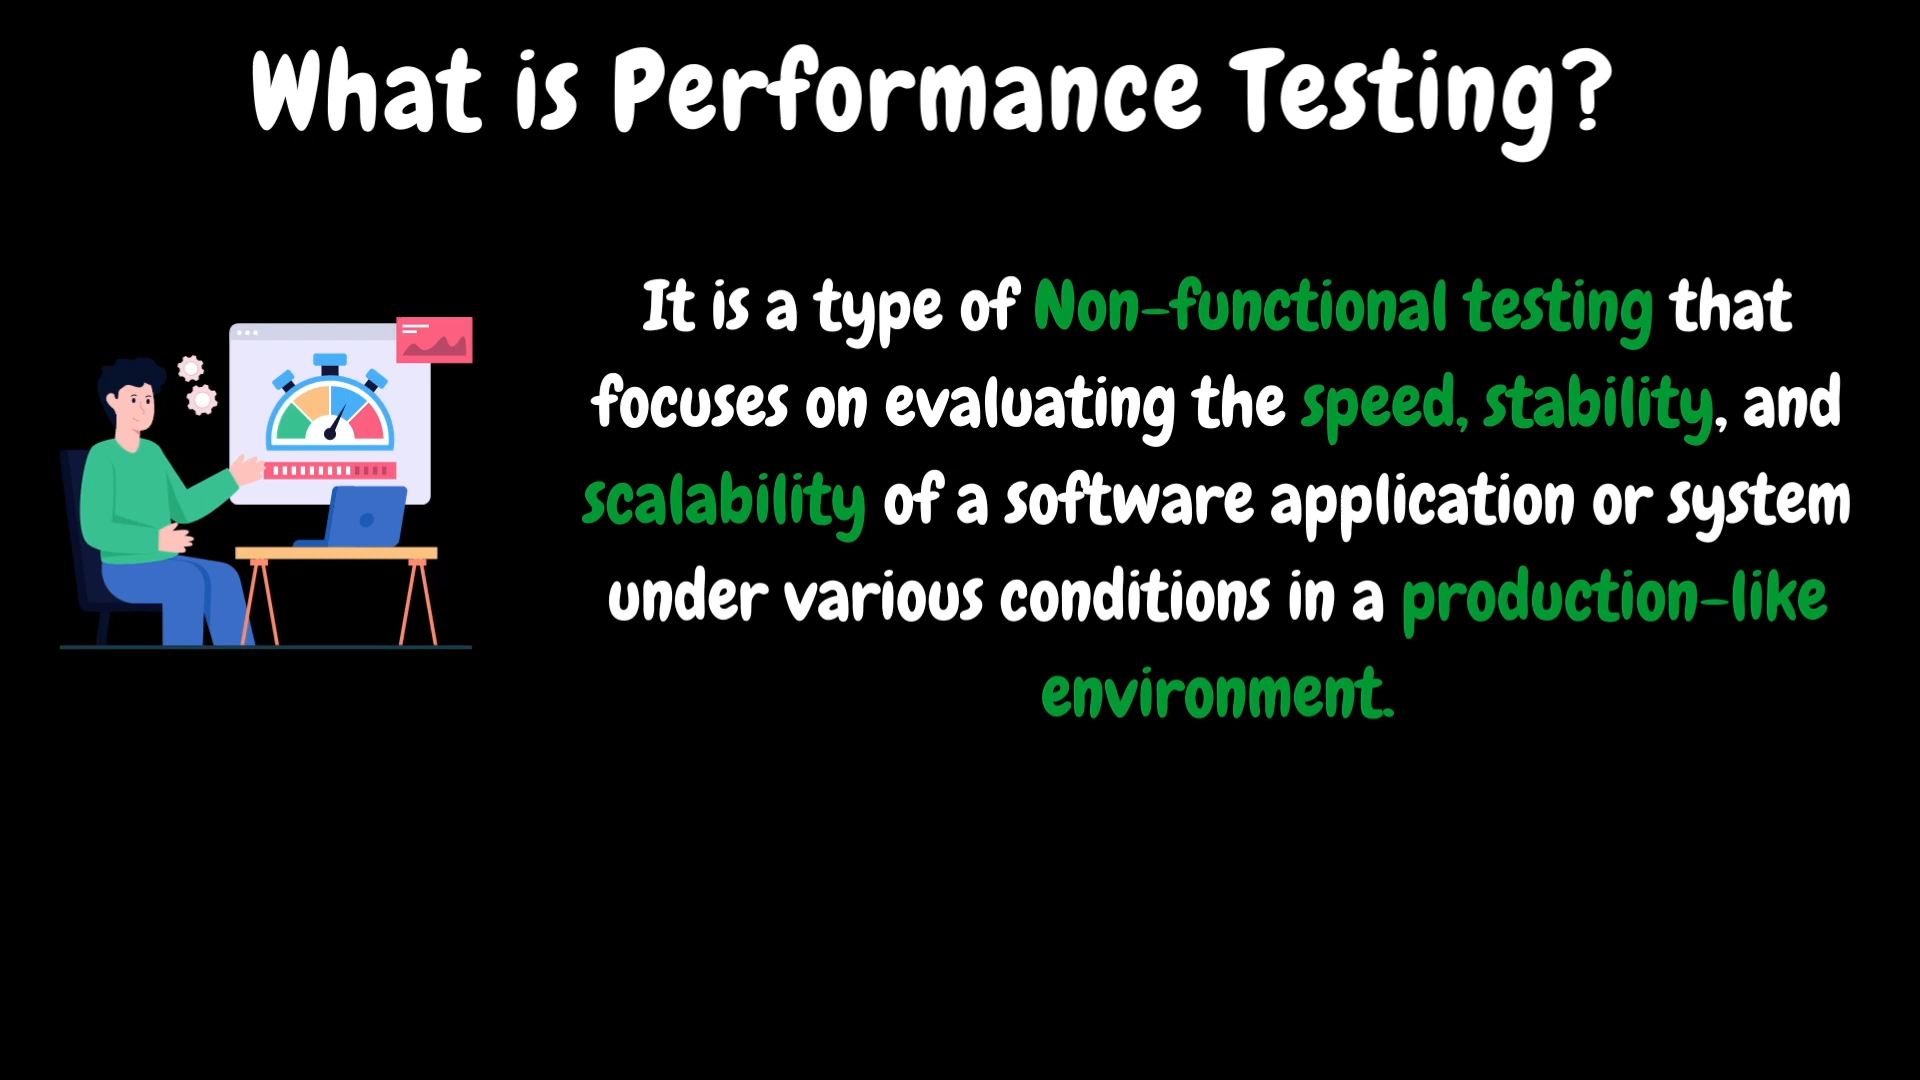 What is Performance Testing?
It is a type of Non-functional testing that
focuses on evaluating the speed, stability, and
scalability of a software application or system
under various conditions in a production-like
environment.